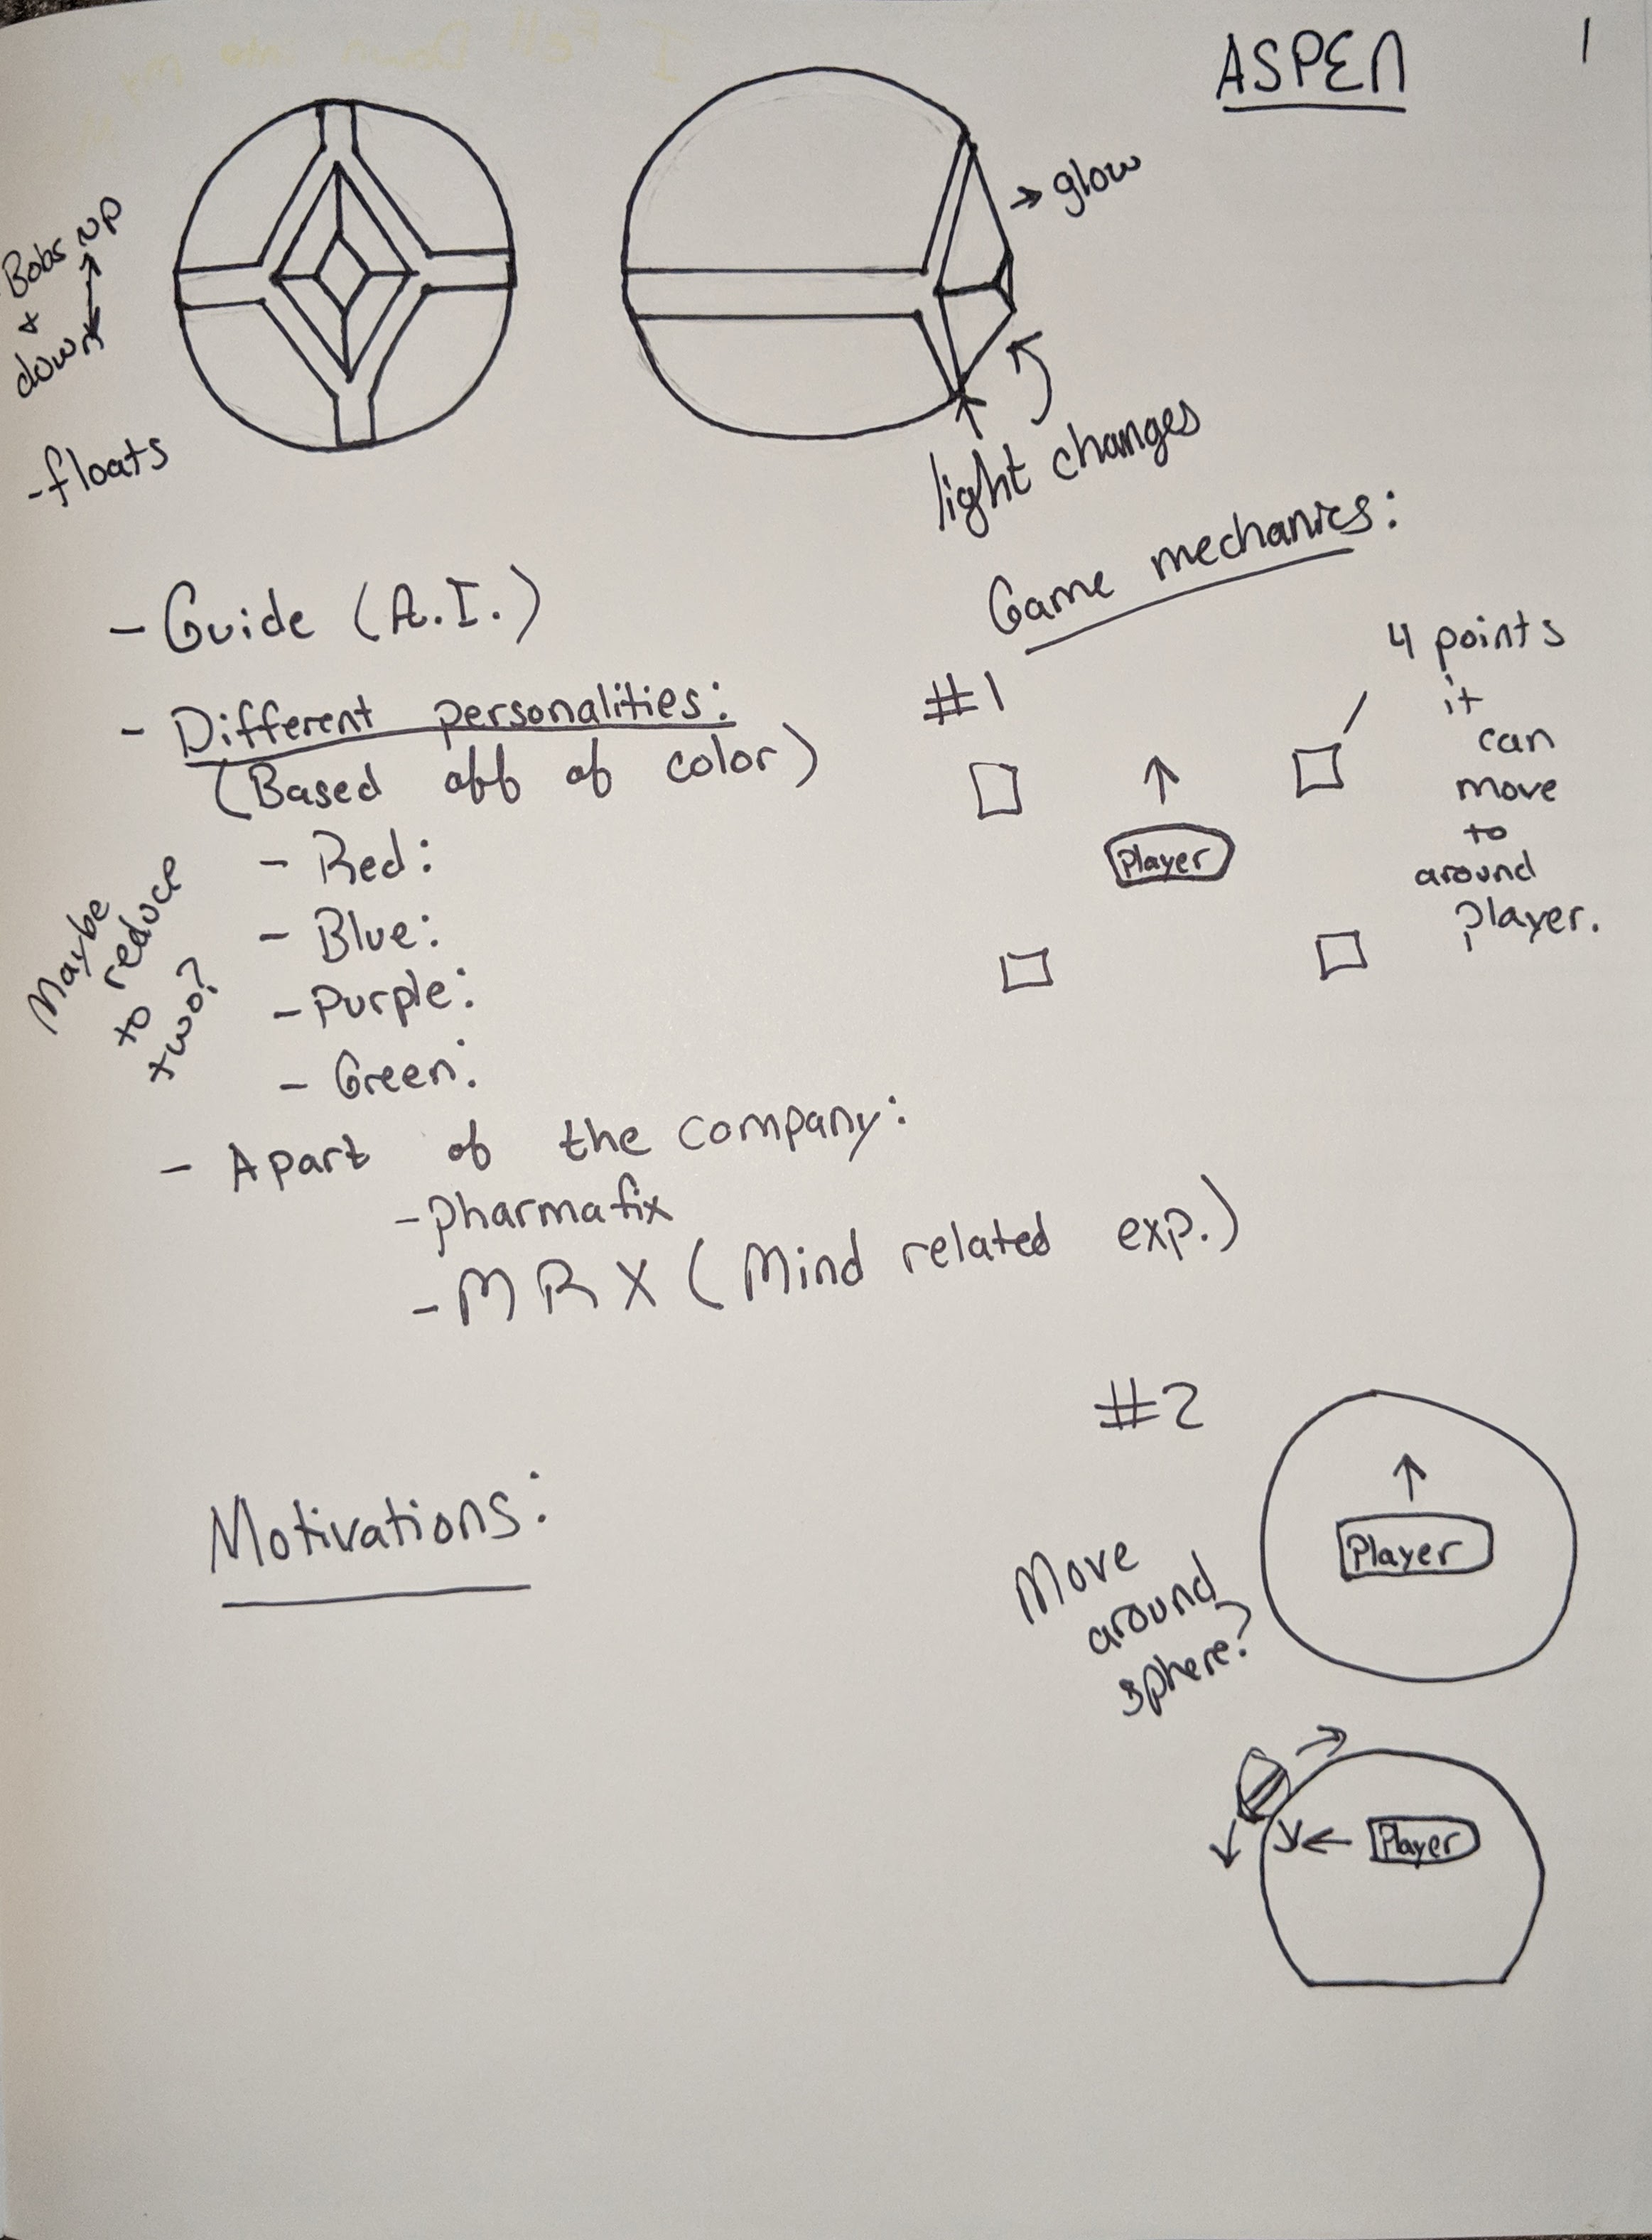 ASPEN
1
Bobs up
&
down
-floats
→ glow
light changes
- Guide (A.I.)
- Different personalities:
(Based off of color)
- Red:
- Blue:
- Purple:
- Green:
Maybe
reduce
to
two?
- Apart of the company:
- Pharmafix
- MRX (Mind related exp.)
Motivations:
Game mechanics:
#1
4 points
it
can
move
to
around
player.
Player
#2
Player
Move
around
sphere?
Player